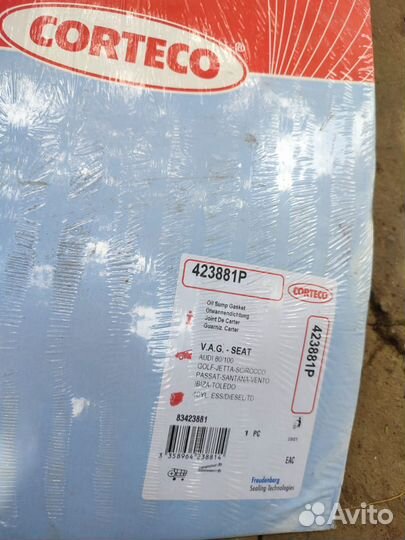 CORTECO®
423881P
CORTECO
Oil Sump Gasket
Olwannendichtung
Joint De Carter
Guarniz. Carter
423881P
V.A.G. - SEAT
AUDI 80/100
GOLF-JETTA-SCIROCCO
PASSAT-SANTANA-VENTO
IBIZA-TOLEDO
4CYL ESS/DIESEL/TD
83423881
1 PC
3 358964 238814
EAC
Freudenberg
Sealing Technologies
Avito